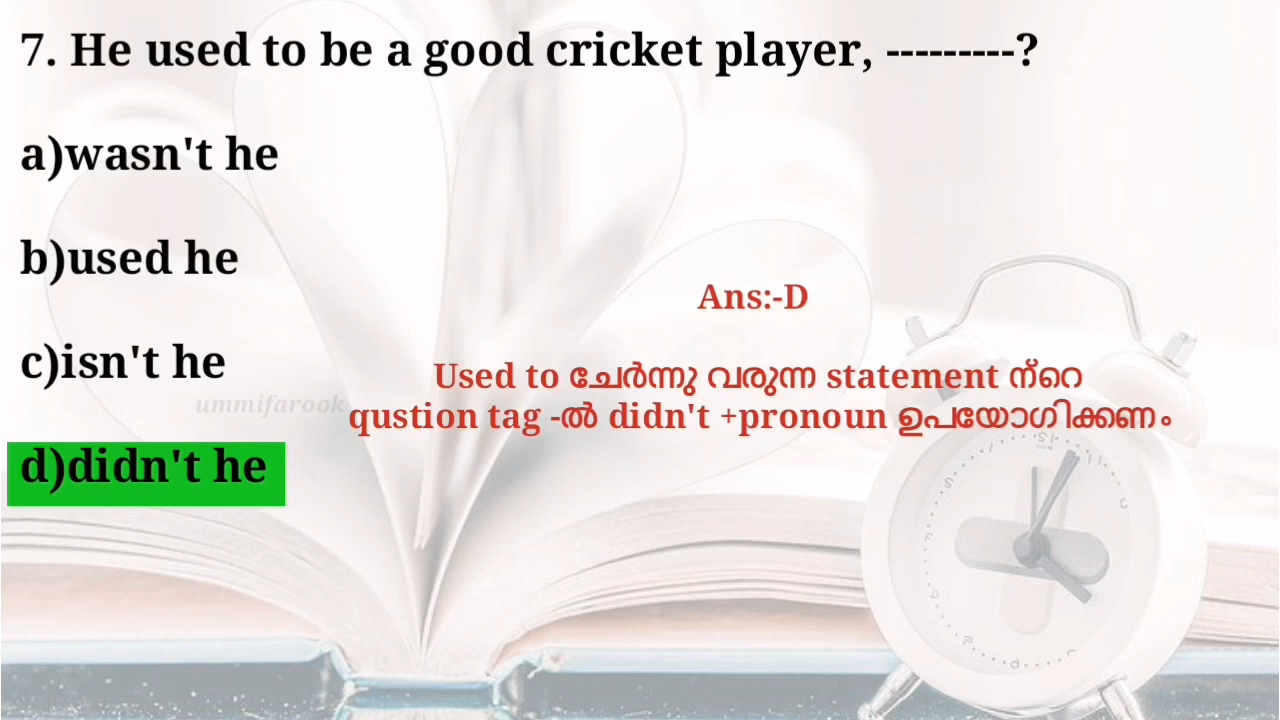 7. He used to be a good cricket player, ---------?
a)wasn't he
b)used he
c)isn't he
d)didn't he
Ans:-D
Used to ചേർന്നു വരുന്ന statement ന്റെ
qustion tag -ൽ didn't +pronoun ഉപയോഗിക്കണം
ummifarook